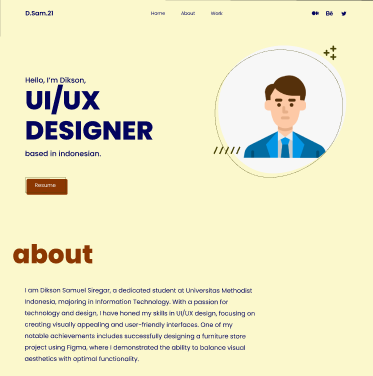 D.Sam.21
Home About Work
Hello, I'm Dikson,
UI/UX
DESIGNER
based in indonesian.
Resume
about
I am Dikson Samuel Siregar, a dedicated student at Universitas Methodist
Indonesia, majoring in Information Technology. With a passion for
technology and design, I have honed my skills in UI/UX design, focusing on
creating visually appealing and user-friendly interfaces. One of my
notable achievements includes successfully designing a furniture store
project using Figma, where I demonstrated the ability to balance visual
aesthetics with optimal functionality.